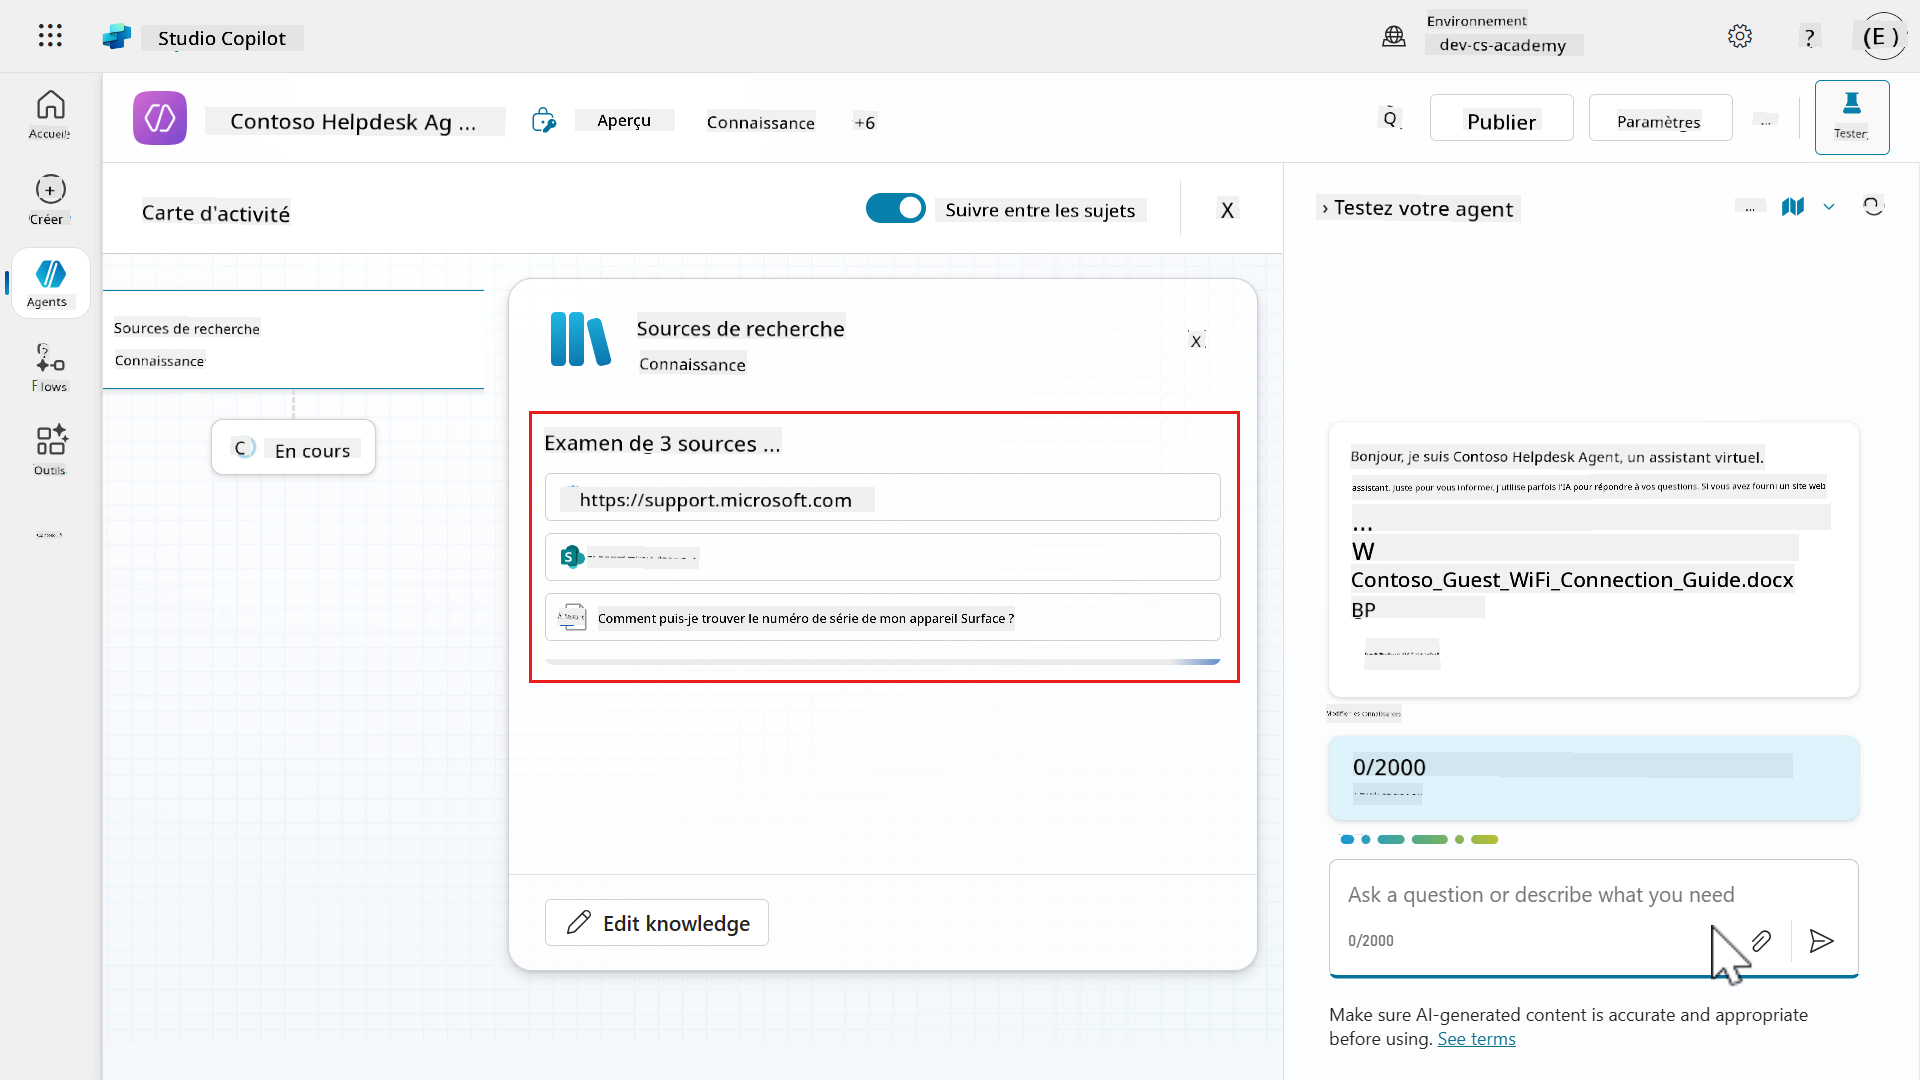 Studio Copilot
Environnement
dev-cs-academy
?
(E )
Contoso Helpdesk Ag ...
Aperçu
Connaissance
+6
Publier
Paramètres
...
Tester
Accueil
Créer
Agents
Flows
Outils
Carte d'activité
Suivre entre les sujets
X
Sources de recherche
Connaissance
C
En cours
Sources de recherche
Connaissance
X
Examen de 3 sources ...
https://support.microsoft.com
Comment puis-je trouver le numéro de série de mon appareil Surface ?
Edit knowledge
› Testez votre agent
...
Bonjour, je suis Contoso Helpdesk Agent, un assistant virtuel.
assistant. Juste pour vous informer, j'utilise parfois l'IA pour répondre à vos questions. Si vous avez fourni un site web
...
W
Contoso_Guest_WiFi_Connection_Guide.docx
BP
Modifier les connaissances
0/2000
Ask a question or describe what you need
0/2000
Make sure AI-generated content is accurate and appropriate
before using. See terms